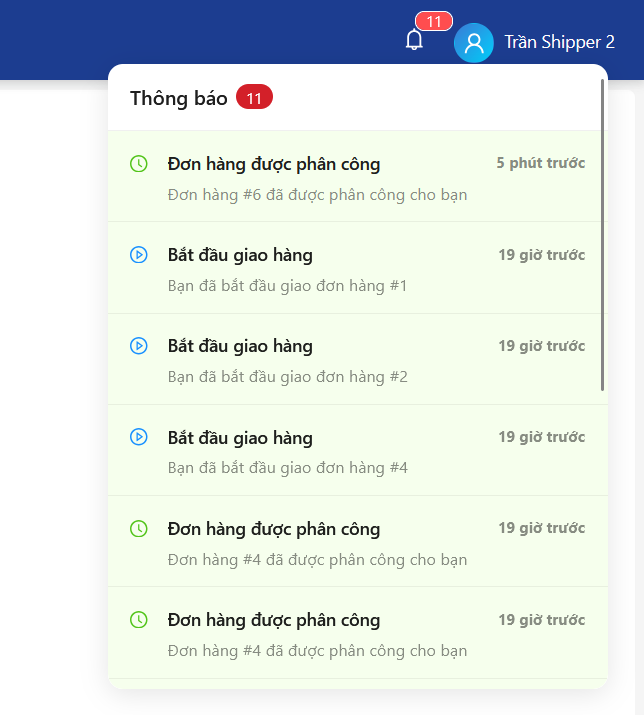 11
Trần Shipper 2
Thông báo 11
Đơn hàng được phân công 5 phút trước
Đơn hàng #6 đã được phân công cho bạn
Bắt đầu giao hàng 19 giờ trước
Bạn đã bắt đầu giao đơn hàng #1
Bắt đầu giao hàng 19 giờ trước
Bạn đã bắt đầu giao đơn hàng #2
Bắt đầu giao hàng 19 giờ trước
Bạn đã bắt đầu giao đơn hàng #4
Đơn hàng được phân công 19 giờ trước
Đơn hàng #4 đã được phân công cho bạn
Đơn hàng được phân công 19 giờ trước
Đơn hàng #4 đã được phân công cho bạn